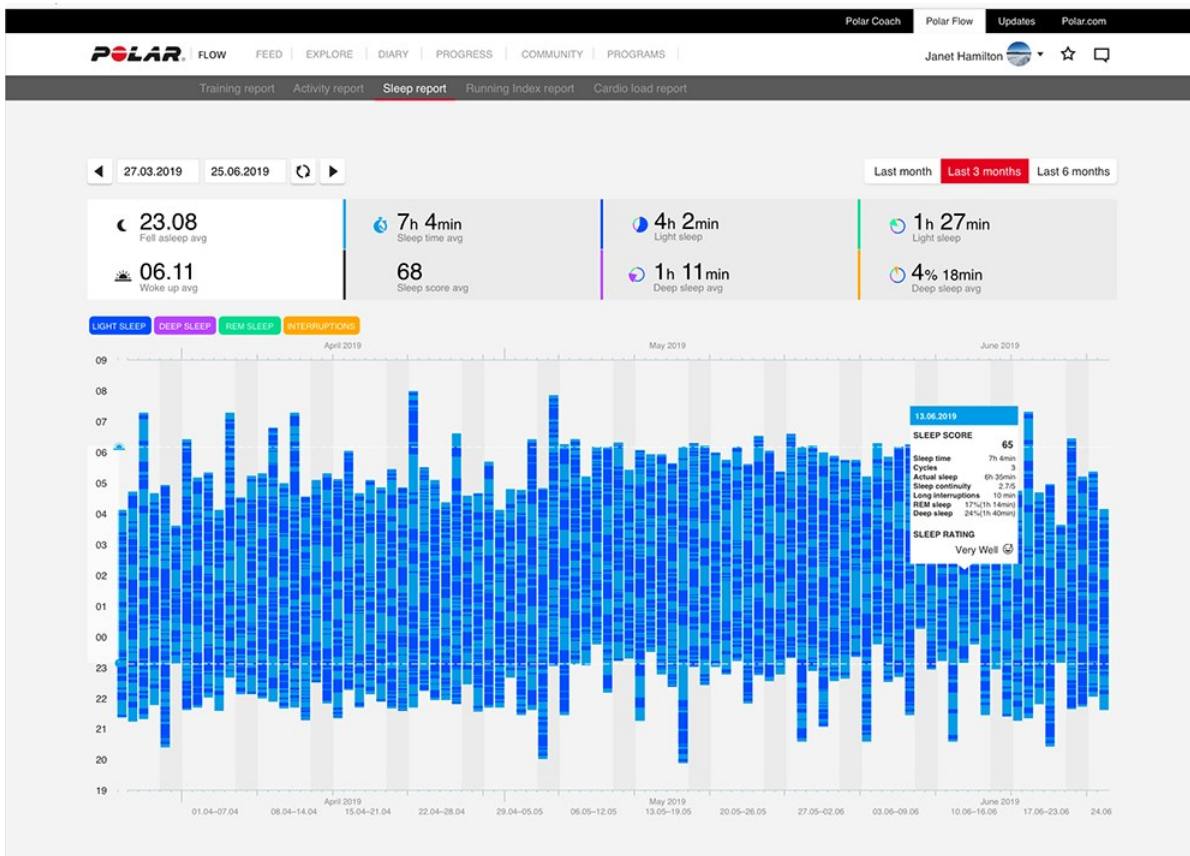 Polar Coach Polar Flow Updates Polar.com
POLAR. FLOW FEED EXPLORE DIARY PROGRESS COMMUNITY PROGRAMS Janet Hamilton
Training report Activity report Sleep report Running Index report Cardio load report
27.03.2019 25.06.2019 Last month Last 3 months Last 6 months
23.08 7h 4min 4h 2min 1h 27min
Fell asleep avg Sleep time avg Light sleep Light sleep
06.11 68 1h 11min 4% 18min
Woke up avg Sleep score avg Deep sleep avg Deep sleep avg
LIGHT SLEEP DEEP SLEEP REM SLEEP INTERRUPTIONS
April 2019 May 2019 June 2019
09
08
07
06
05
04
03
02
01
00
23
22
21
20
19
13.06.2019
SLEEP SCORE
65
Sleep time 7h 4min
Cycles 3
Actual sleep 6h 35min
Sleep continuity 2.7/5
Long interruptions 10 min
REM sleep 17%(1h 14min)
Deep sleep 24%(1h 40min)
SLEEP RATING
Very Well
April 2019 May 2019 June 2019
01.04–07.04 08.04–14.04 15.04–21.04 22.04–28.04 29.04–05.05 06.05–12.05 13.05–19.05 20.05–26.05 27.05–02.06 03.06–09.06 10.06–16.06 17.06–23.06 24.06